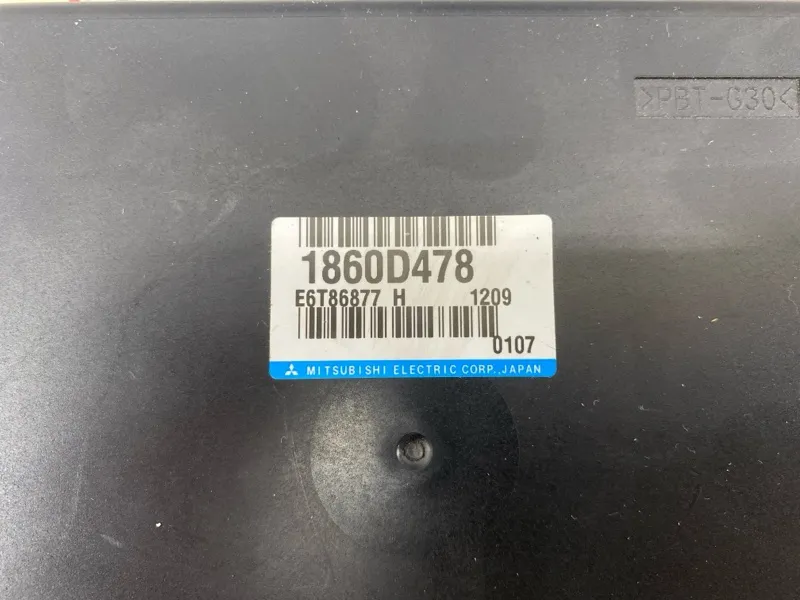 >PBT-G30<
1860D478
E6T86877 H 1209
0107
MITSUBISHI ELECTRIC CORP.,JAPAN